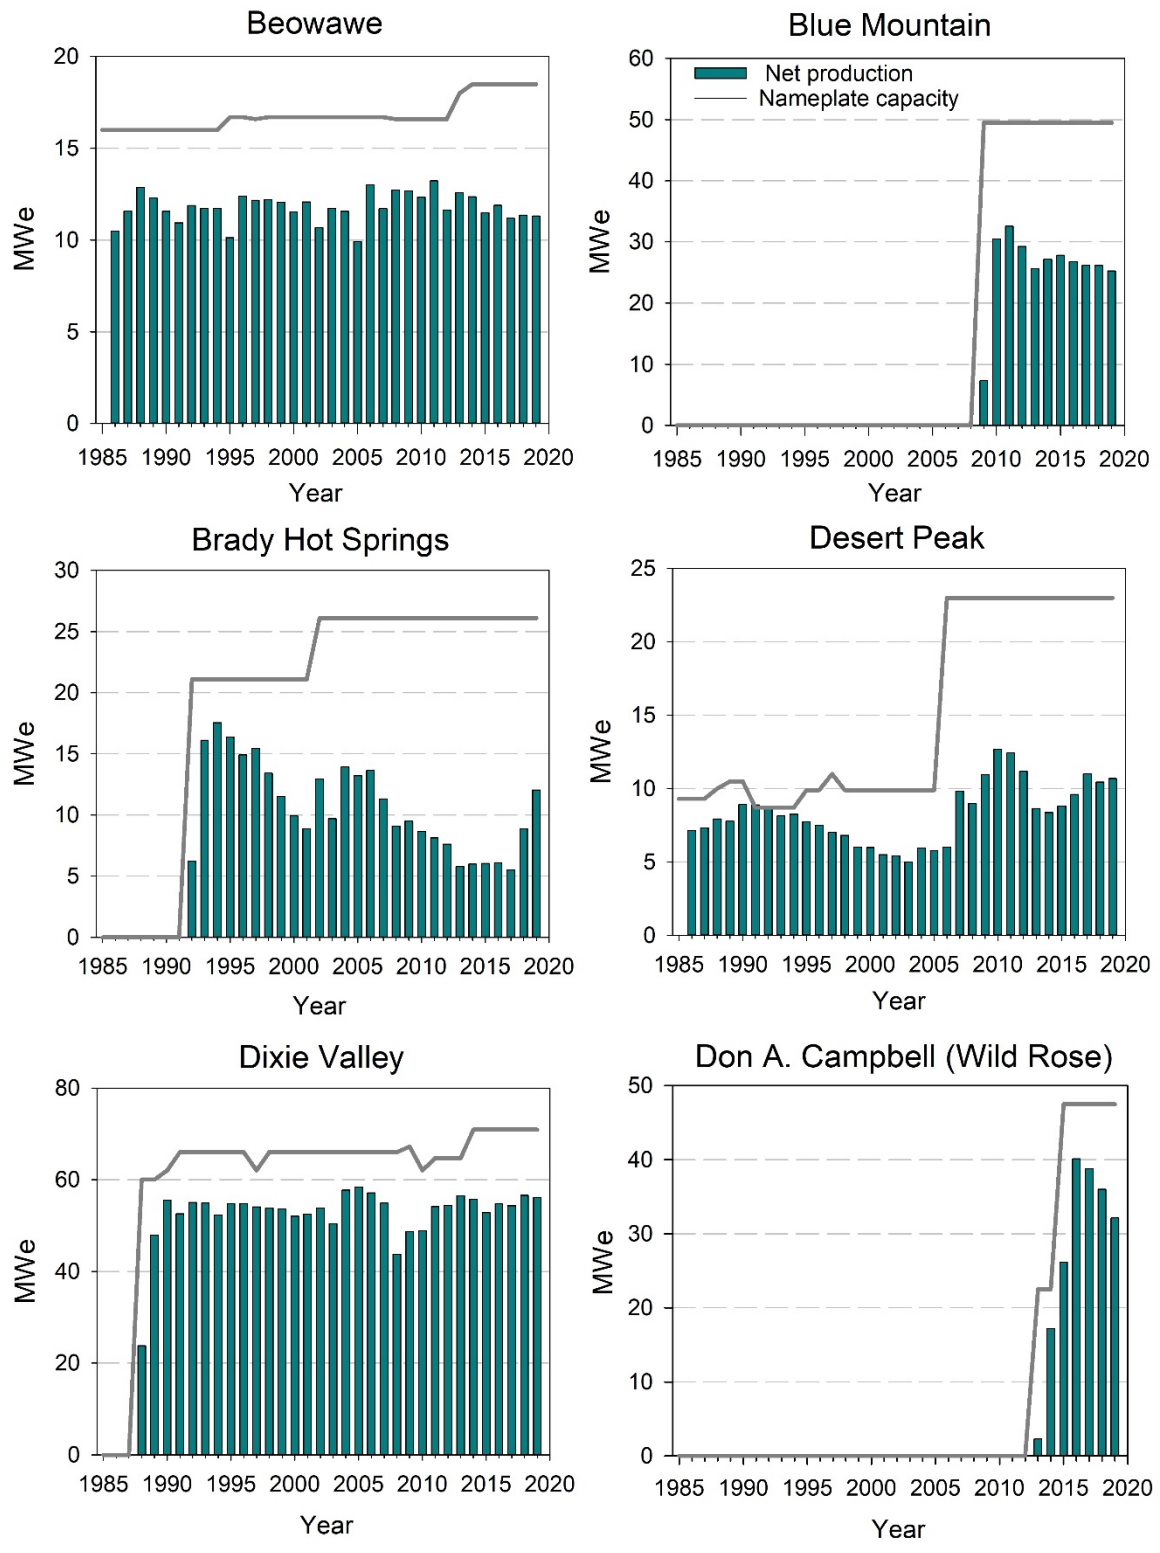 Beowawe
20
15
10
5
0
MWe
1985 1990 1995 2000 2005 2010 2015 2020
Year
Blue Mountain
Net production
Nameplate capacity
60
50
40
30
20
10
0
MWe
1985 1990 1995 2000 2005 2010 2015 2020
Year
Brady Hot Springs
30
25
20
15
10
5
0
MWe
1985 1990 1995 2000 2005 2010 2015 2020
Year
Desert Peak
25
20
15
10
5
0
MWe
1985 1990 1995 2000 2005 2010 2015 2020
Year
Dixie Valley
80
60
40
20
0
MWe
1985 1990 1995 2000 2005 2010 2015 2020
Year
Don A. Campbell (Wild Rose)
50
40
30
20
10
0
MWe
1985 1990 1995 2000 2005 2010 2015 2020
Year